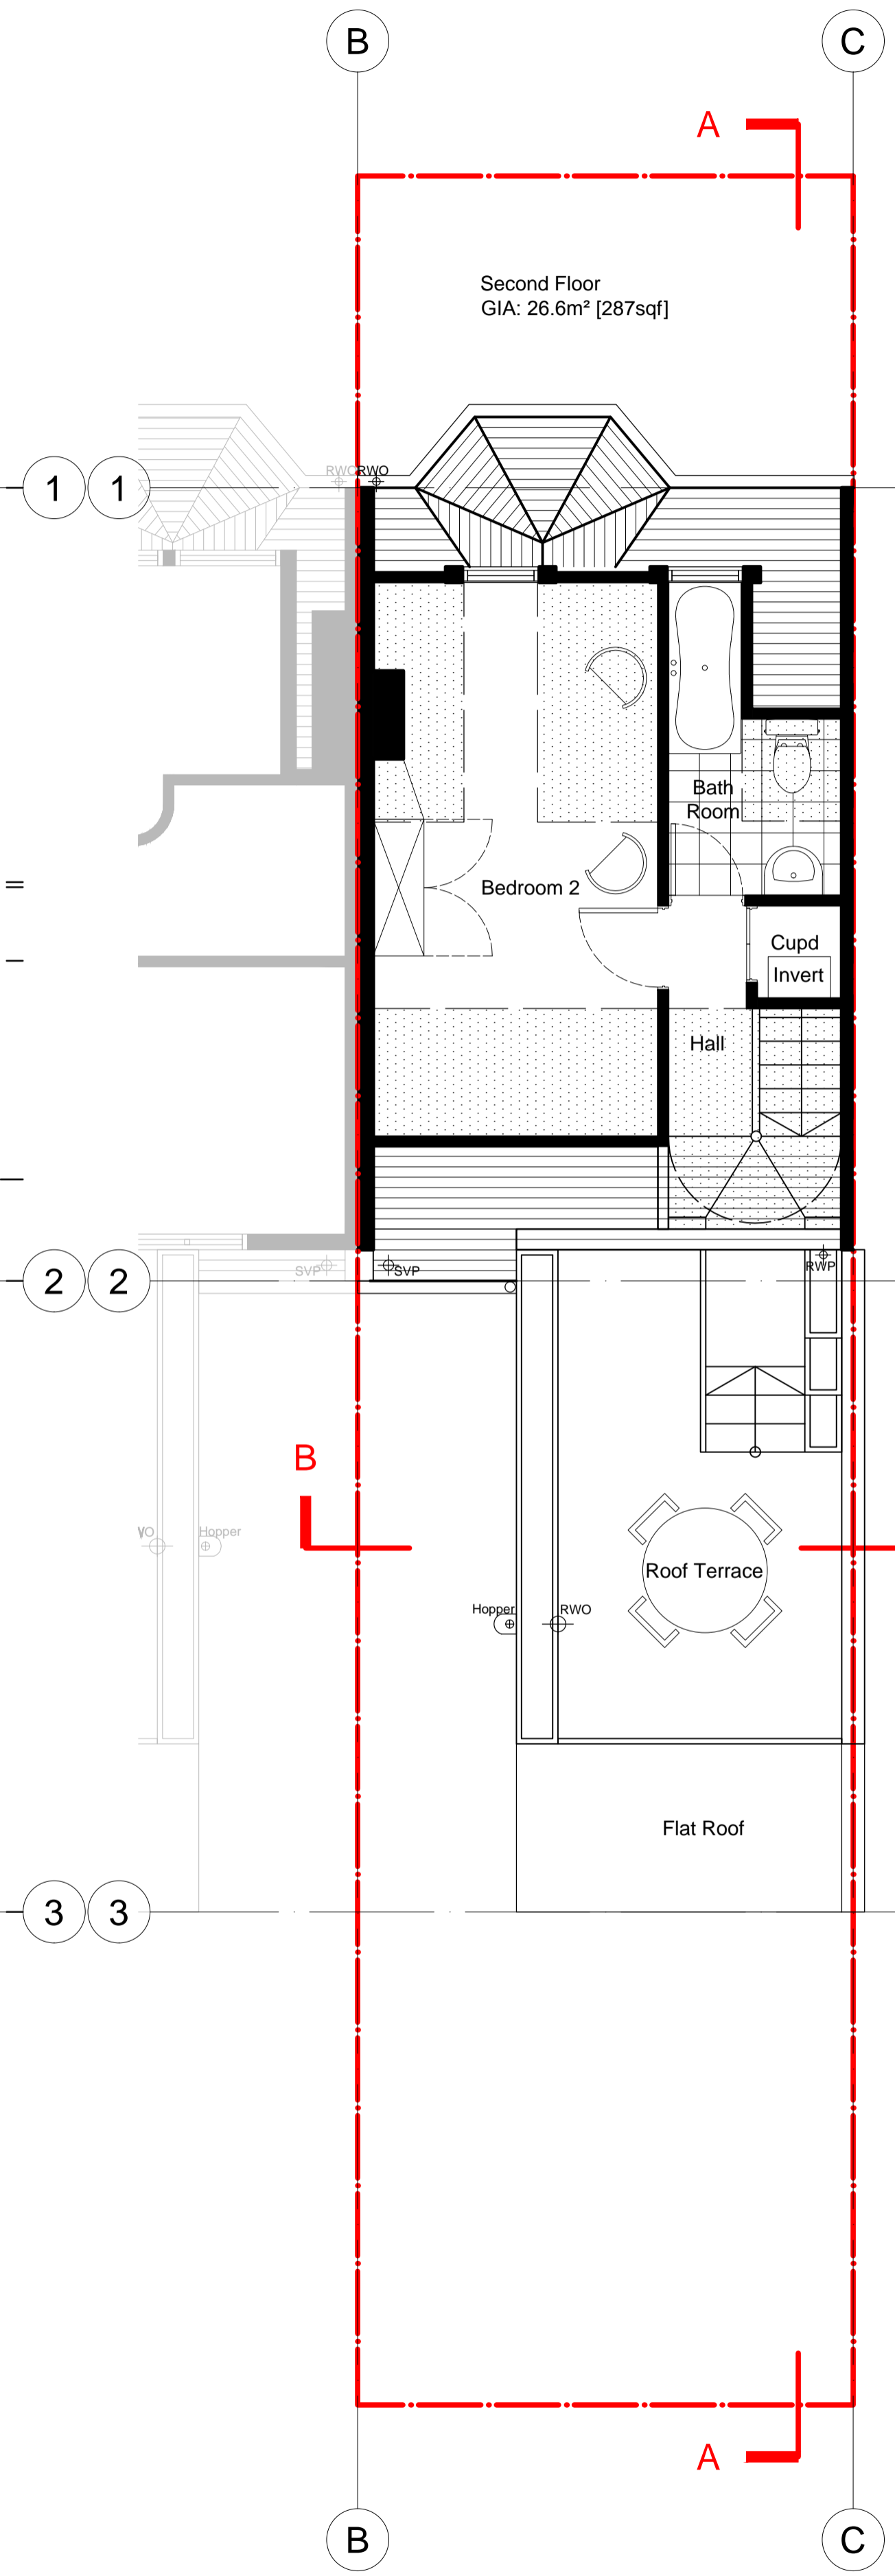 B
C
A
Second Floor
GIA: 26.6m² [287sqf]
RWO
RWO
1
1
Bath
Room
Bedroom 2
Cupd
Invert
Hall
SVP
SVP
RWP
2
2
B
Hopper
Roof Terrace
Hopper
RWO
Flat Roof
3
3
A
B
C